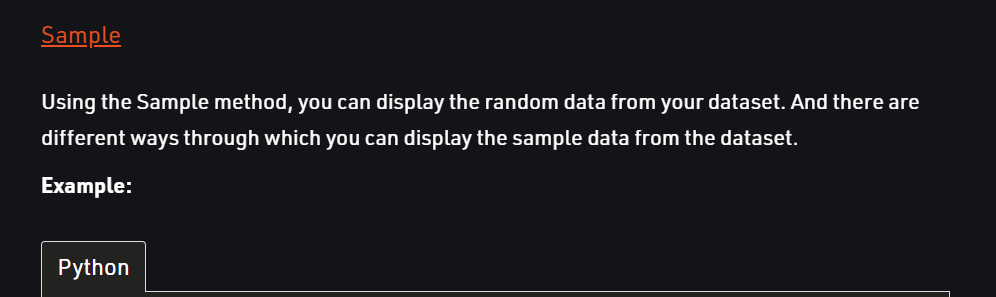 Sample
Using the Sample method, you can display the random data from your dataset. And there are
different ways through which you can display the sample data from the dataset.
Example:
Python